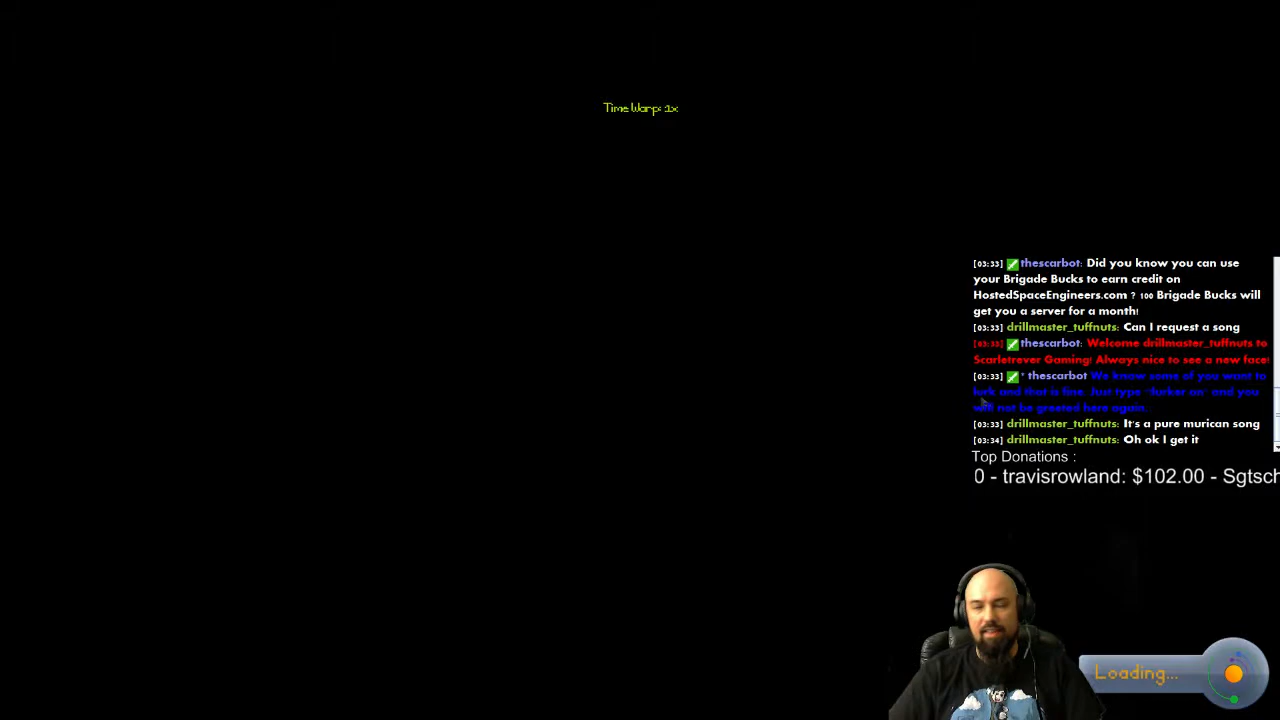 Time Warp: 1x
[03:33] thescarbot: Did you know you can use
your Brigade Bucks to earn credit on
HostedSpaceEngineers.com ? 100 Brigade Bucks will
get you a server for a month!
[03:33] drillmaster_tuffnuts: Can I request a song
[03:33] thescarbot: Welcome drillmaster_tuffnuts to
Scarletrever Gaming! Always nice to see a new face!
[03:33] * thescarbot We know some of you want to
lurk and that is fine. Just type "lurker on" and you
will not be greeted here again.
[03:33] drillmaster_tuffnuts: It's a pure murican song
[03:34] drillmaster_tuffnuts: Oh ok I get it
Top Donations :
0 - travisrowland: $102.00 - Sgtsch
Loading...